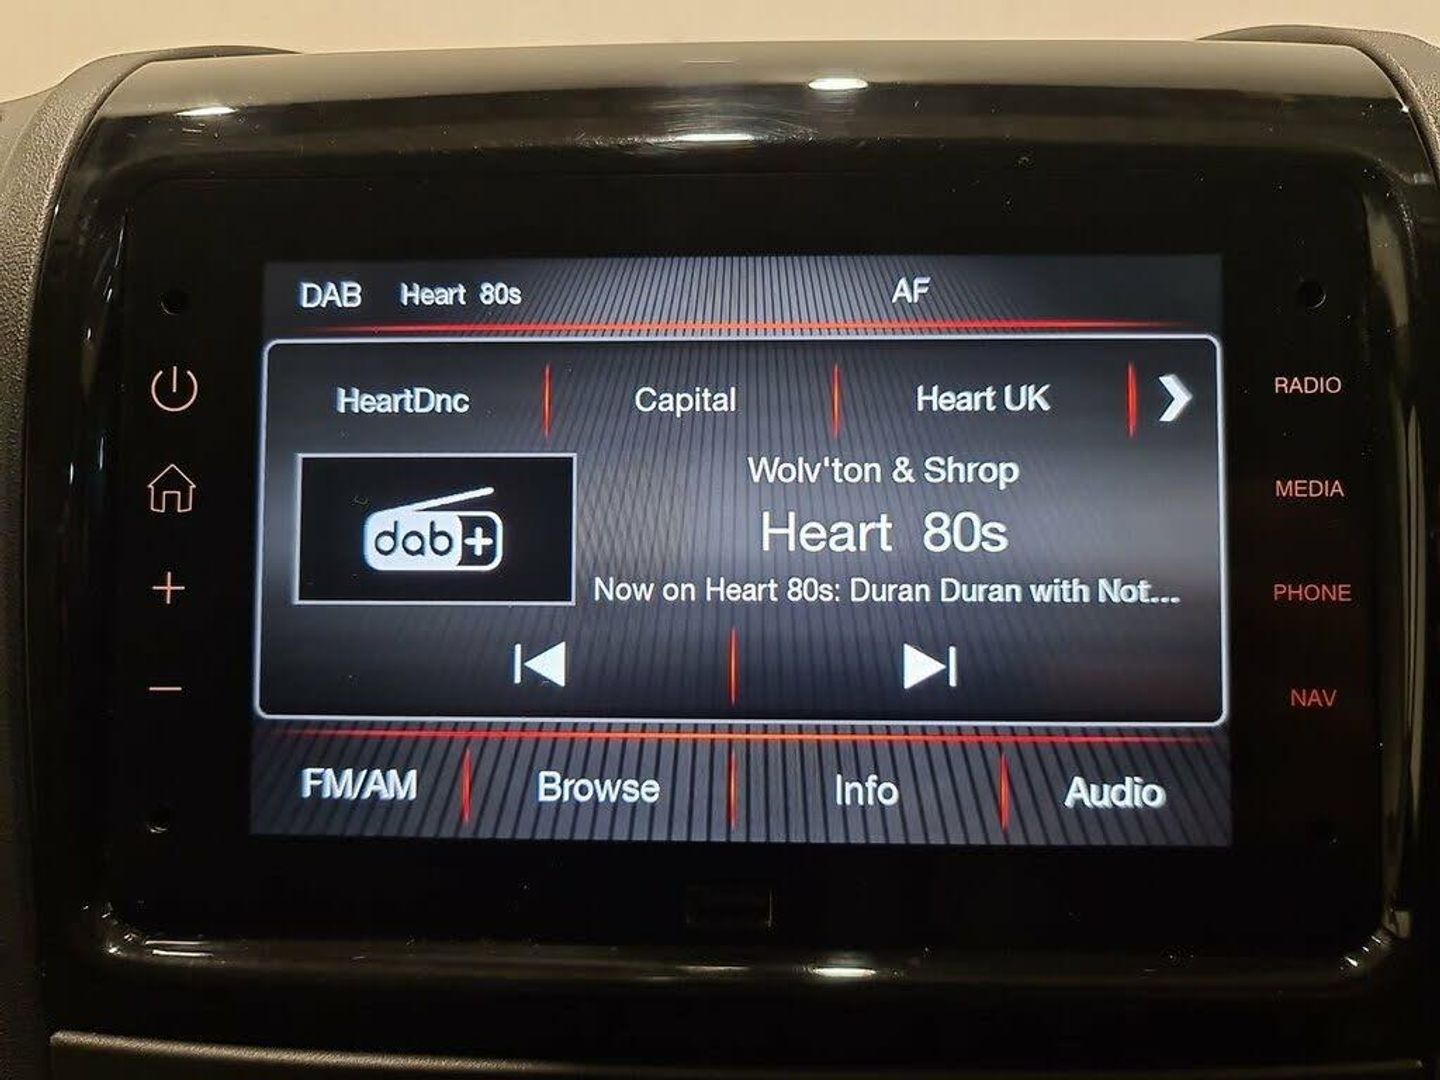 DAB Heart 80s AF
HeartDnc Capital Heart UK
RADIO
MEDIA
Wolv'ton & Shrop
dab+
Heart 80s
Now on Heart 80s: Duran Duran with Not...
PHONE
NAV
FM/AM Browse Info Audio